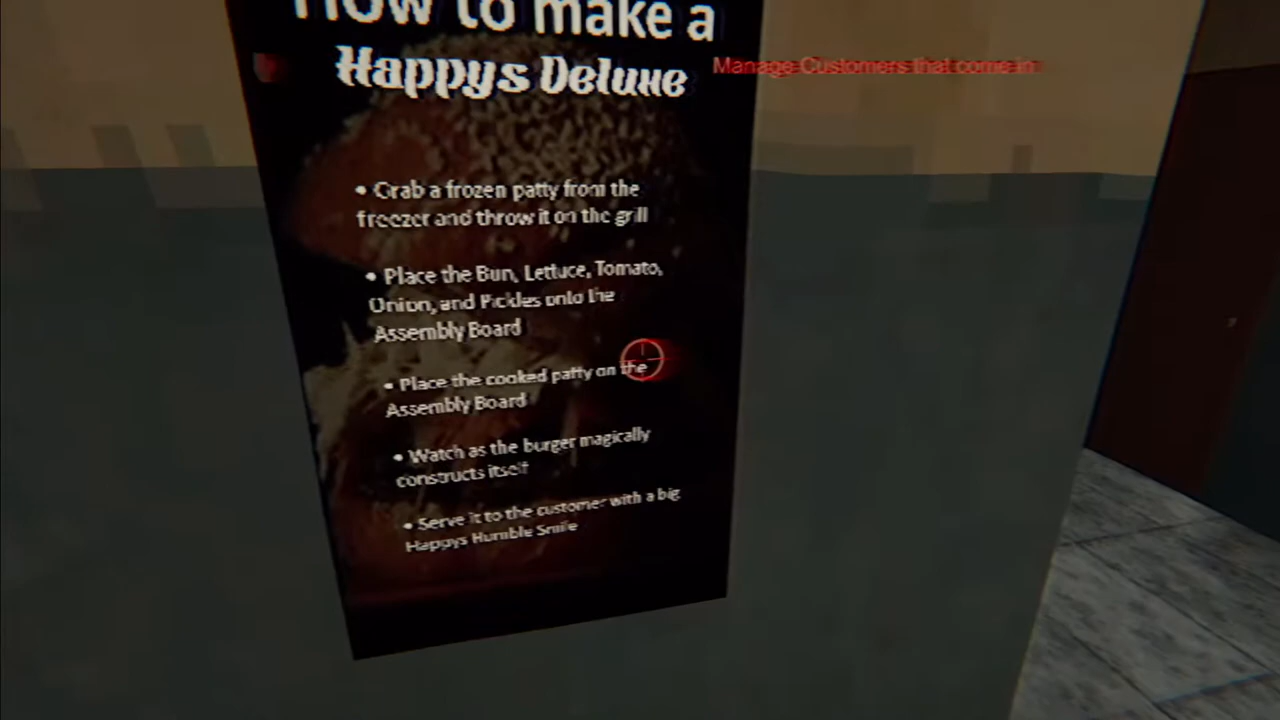 How to make a
Happys Deluxe
Manage Customers that come in
• Grab a frozen patty from the
freezer and throw it on the grill
• Place the Bun, Lettuce, Tomato,
Onion, and Pickles onto the
Assembly Board
• Place the cooked patty on the
Assembly Board
• Watch as the burger magically
constructs itself
• Serve it to the customer with a big
Happys Humble Smile